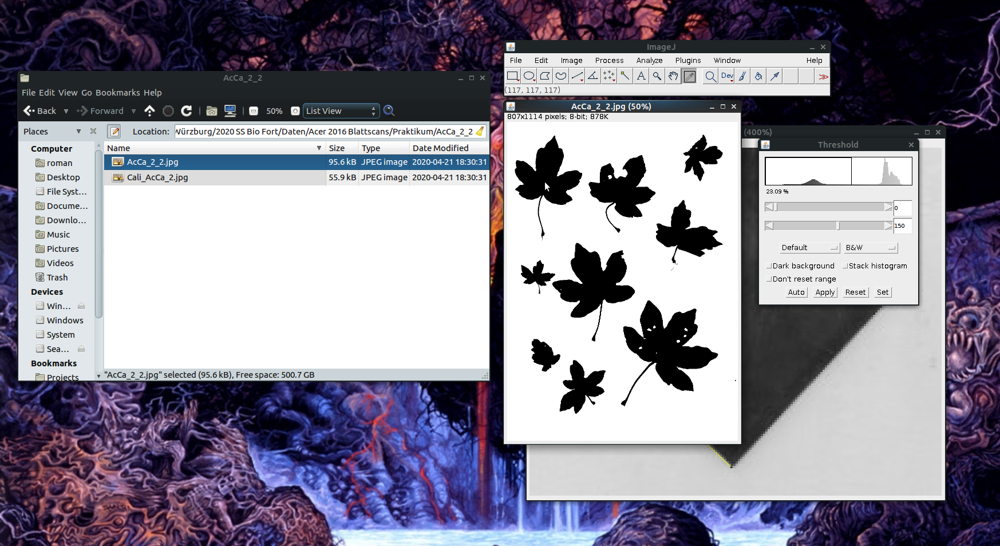 AcCa_2_2
File Edit View Go Bookmarks Help
Back Forward 50% List View
Places
Location: Würzburg/2020 SS Bio Fort/Daten/Acer 2016 Blattscans/Praktikum/AcCa_2_2
Computer
roman
Desktop
File Syst...
Docume...
Downlo...
Music
Pictures
Videos
Trash
Devices
Win...
Windows
System
Sea...
Bookmarks
Projects
Name Size Type Date Modified
AcCa_2_2.jpg 95.6 kB JPEG image 2020-04-21 18:30:31
Cali_AcCa_2.jpg 55.9 kB JPEG image 2020-04-21 18:30:31
"AcCa_2_2.jpg" selected (95.6 kB), Free space: 500.7 GB
ImageJ
File Edit Image Process Analyze Plugins Window Help
A Dev >>
(117, 117, 117)
AcCa_2_2.jpg (50%)
807x1114 pixels; 8-bit; 878K
(400%)
Threshold
23.09 %
0
150
Default B&W
Dark background Stack histogram
Don't reset range
Auto Apply Reset Set